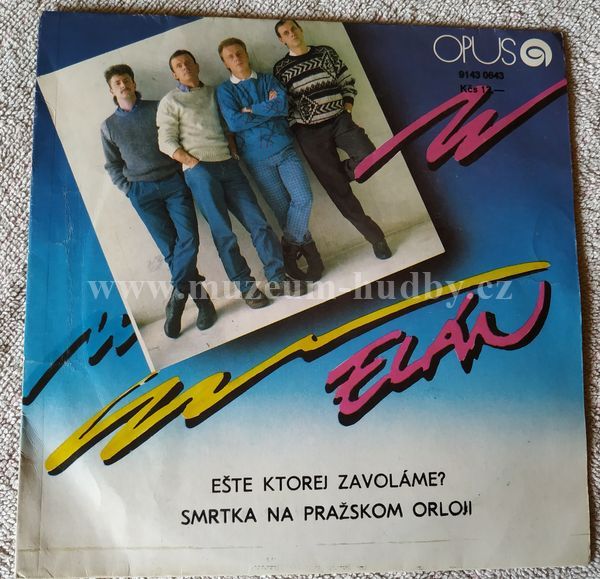 OPUS
9143 0643
Kčs 12,—
www.muzeum-hudby.cz
ELÁN
EŠTE KTOREJ ZAVOLÁME?
SMRTKA NA PRAŽSKOM ORLOJI